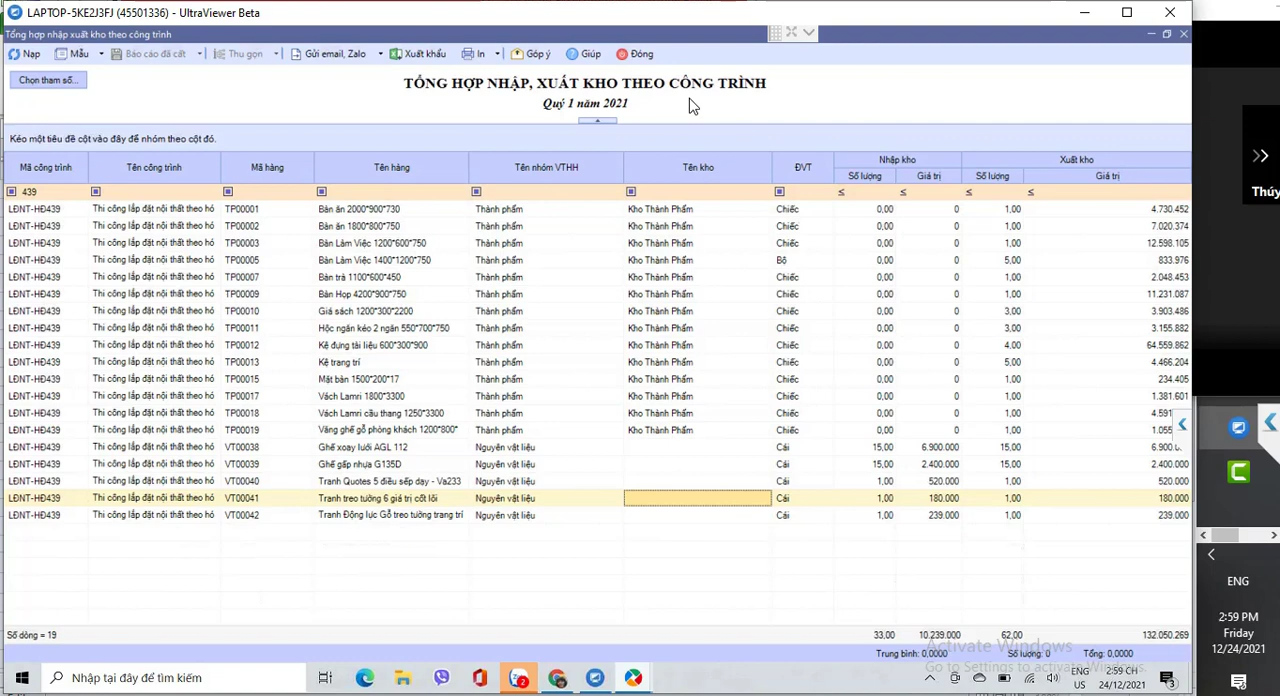 LAPTOP-5KE2J3FJ (45501336) - UltraViewer Beta
Tổng hợp nhập xuất kho theo công trình
Nạp Mẫu Báo cáo đã cất Thu gọn Gửi email, Zalo Xuất khẩu In Góp ý Giúp Đóng
Chọn tham số...
TỔNG HỢP NHẬP, XUẤT KHO THEO CÔNG TRÌNH
Quý 1 năm 2021
Kéo một tiêu đề cột vào đây để nhóm theo cột đó.
Mã công trình Tên công trình Mã hàng Tên hàng Tên nhóm VTHH Tên kho ĐVT Nhập kho Xuất kho
Số lượng Giá trị Số lượng Giá trị
439 ≤ ≤ ≤ ≤
LĐNT-HĐ439 Thi công lắp đặt nội thất theo hó TP00001 Bàn ăn 2000*900*730 Thành phẩm Kho Thành Phẩm Chiếc 0,00 0 1,00 4.730.452
LĐNT-HĐ439 Thi công lắp đặt nội thất theo hó TP00002 Bàn ăn 1800*800*750 Thành phẩm Kho Thành Phẩm Chiếc 0,00 0 1,00 7.020.374
LĐNT-HĐ439 Thi công lắp đặt nội thất theo hó TP00003 Bàn Làm Việc 1200*600*750 Thành phẩm Kho Thành Phẩm Chiếc 0,00 0 1,00 12.598.105
LĐNT-HĐ439 Thi công lắp đặt nội thất theo hó TP00005 Bàn Làm Việc 1400*1200*750 Thành phẩm Kho Thành Phẩm Bộ 0,00 0 5,00 833.976
LĐNT-HĐ439 Thi công lắp đặt nội thất theo hó TP00007 Bàn trà 1100*600*450 Thành phẩm Kho Thành Phẩm Chiếc 0,00 0 1,00 2.048.453
LĐNT-HĐ439 Thi công lắp đặt nội thất theo hó TP00009 Bàn Họp 4200*900*750 Thành phẩm Kho Thành Phẩm Chiếc 0,00 0 1,00 11.231.087
LĐNT-HĐ439 Thi công lắp đặt nội thất theo hó TP00010 Giá sách 1200*300*2200 Thành phẩm Kho Thành Phẩm Chiếc 0,00 0 3,00 3.903.486
LĐNT-HĐ439 Thi công lắp đặt nội thất theo hó TP00011 Hộc ngăn kéo 2 ngăn 550*700*750 Thành phẩm Kho Thành Phẩm Chiếc 0,00 0 3,00 3.155.882
LĐNT-HĐ439 Thi công lắp đặt nội thất theo hó TP00012 Kệ đựng tài liệu 600*300*900 Thành phẩm Kho Thành Phẩm Chiếc 0,00 0 4,00 64.559.862
LĐNT-HĐ439 Thi công lắp đặt nội thất theo hó TP00013 Kệ trang trí Thành phẩm Kho Thành Phẩm Chiếc 0,00 0 5,00 4.466.204
LĐNT-HĐ439 Thi công lắp đặt nội thất theo hó TP00015 Mặt bàn 1500*200*17 Thành phẩm Kho Thành Phẩm Chiếc 0,00 0 1,00 234.405
LĐNT-HĐ439 Thi công lắp đặt nội thất theo hó TP00017 Vách Lamri 1800*3300 Thành phẩm Kho Thành Phẩm Chiếc 0,00 0 1,00 1.381.601
LĐNT-HĐ439 Thi công lắp đặt nội thất theo hó TP00018 Vách Lamri cầu thang 1250*3300 Thành phẩm Kho Thành Phẩm Chiếc 0,00 0 1,00 4.591
LĐNT-HĐ439 Thi công lắp đặt nội thất theo hó TP00019 Văng ghế gỗ phòng khách 1200*800* Thành phẩm Kho Thành Phẩm Chiếc 0,00 0 1,00 1.055
LĐNT-HĐ439 Thi công lắp đặt nội thất theo hó VT00038 Ghế xoay lưới AGL 112 Nguyên vật liệu Cái 15,00 6.900.000 15,00 6.900.
LĐNT-HĐ439 Thi công lắp đặt nội thất theo hó VT00039 Ghế gấp nhựa G135D Nguyên vật liệu Cái 15,00 2.400.000 15,00 2.400.000
LĐNT-HĐ439 Thi công lắp đặt nội thất theo hó VT00040 Tranh Quotes 5 điều sếp dạy - Va233 Nguyên vật liệu Cái 1,00 520.000 1,00 520.000
LĐNT-HĐ439 Thi công lắp đặt nội thất theo hó VT00041 Tranh treo tường 6 giá trị cốt lõi Nguyên vật liệu Cái 1,00 180.000 1,00 180.000
LĐNT-HĐ439 Thi công lắp đặt nội thất theo hó VT00042 Tranh Động lực Gỗ treo tường trang trí Nguyên vật liệu Cái 1,00 239.000 1,00 239.000
Số dòng = 19 33,00 10.239.000 62,00 132.050.269
Trung bình: 0,0000 Số lượng: 0 Tổng: 0,0000
Activate Windows
Go to Settings to activate Windows.
Nhập tại đây để tìm kiếm
2
ENG
US
2:59 CH
24/12/2021
3
Thúy
ENG
2:59 PM
Friday
12/24/2021